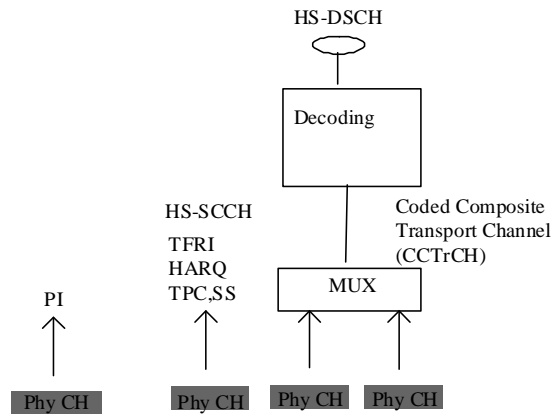 HS-DSCH
Decoding
HS-SCCH
TFRI
HARQ
TPC,SS
Coded Composite
Transport Channel
(CCTrCH)
MUX
PI
Phy CH
Phy CH
Phy CH
Phy CH